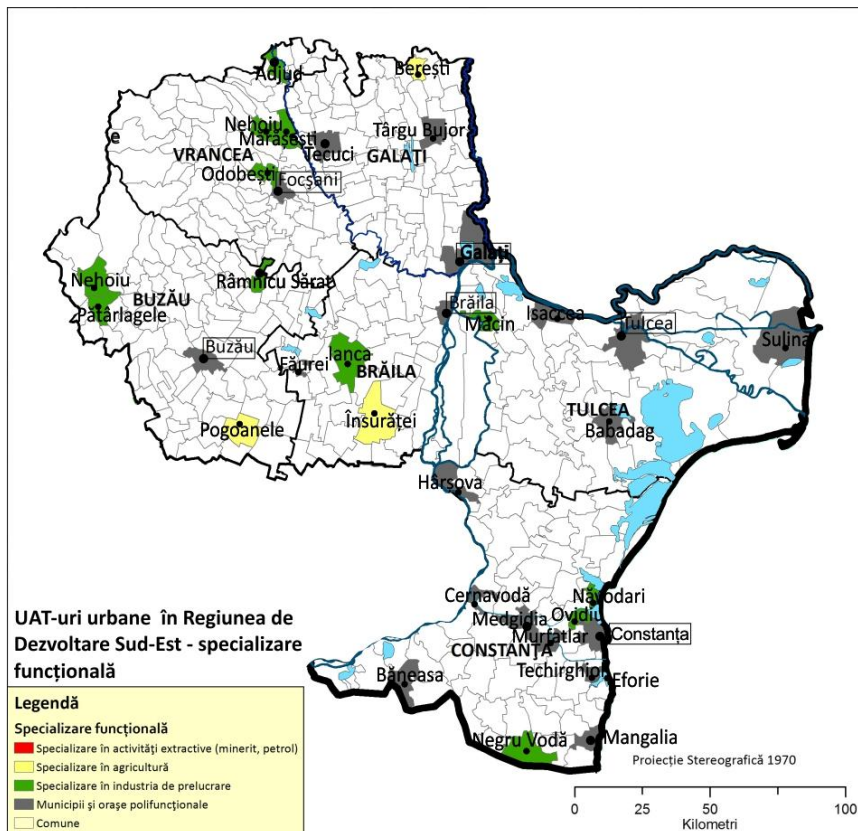 Adjud
Berești
Nehoiu
Mărășești
Târgu Bujor
Tecuci
VRANCEA
GALAȚI
e
Odobești
Focșani
Galați
Nehoiu
Râmnicu Sărat
BUZĂU
Pătârlagele
Brăila
Măcin
Isaccea
Tulcea
Sulina
Buzău
Făurei
Ianca
BRĂILA
Însurăței
Pogoanele
TULCEA
Babadag
Hârșova
Cernavodă
Năvodari
Medgidia
Ovidiu
Murfatlar
Constanța
CONSTANȚA
Techirghiol
Eforie
Băneasa
Negru Vodă
Mangalia
UAT-uri urbane în Regiunea de
Dezvoltare Sud-Est - specializare
funcțională
Legendă
Specializare funcțională
Specializare în activități extractive (minerit, petrol)
Specializare în agricultură
Specializare în industria de prelucrare
Municipii și orașe polifuncționale
Comune
Proiecție Stereografică 1970
0 25 50 100
Kilometri